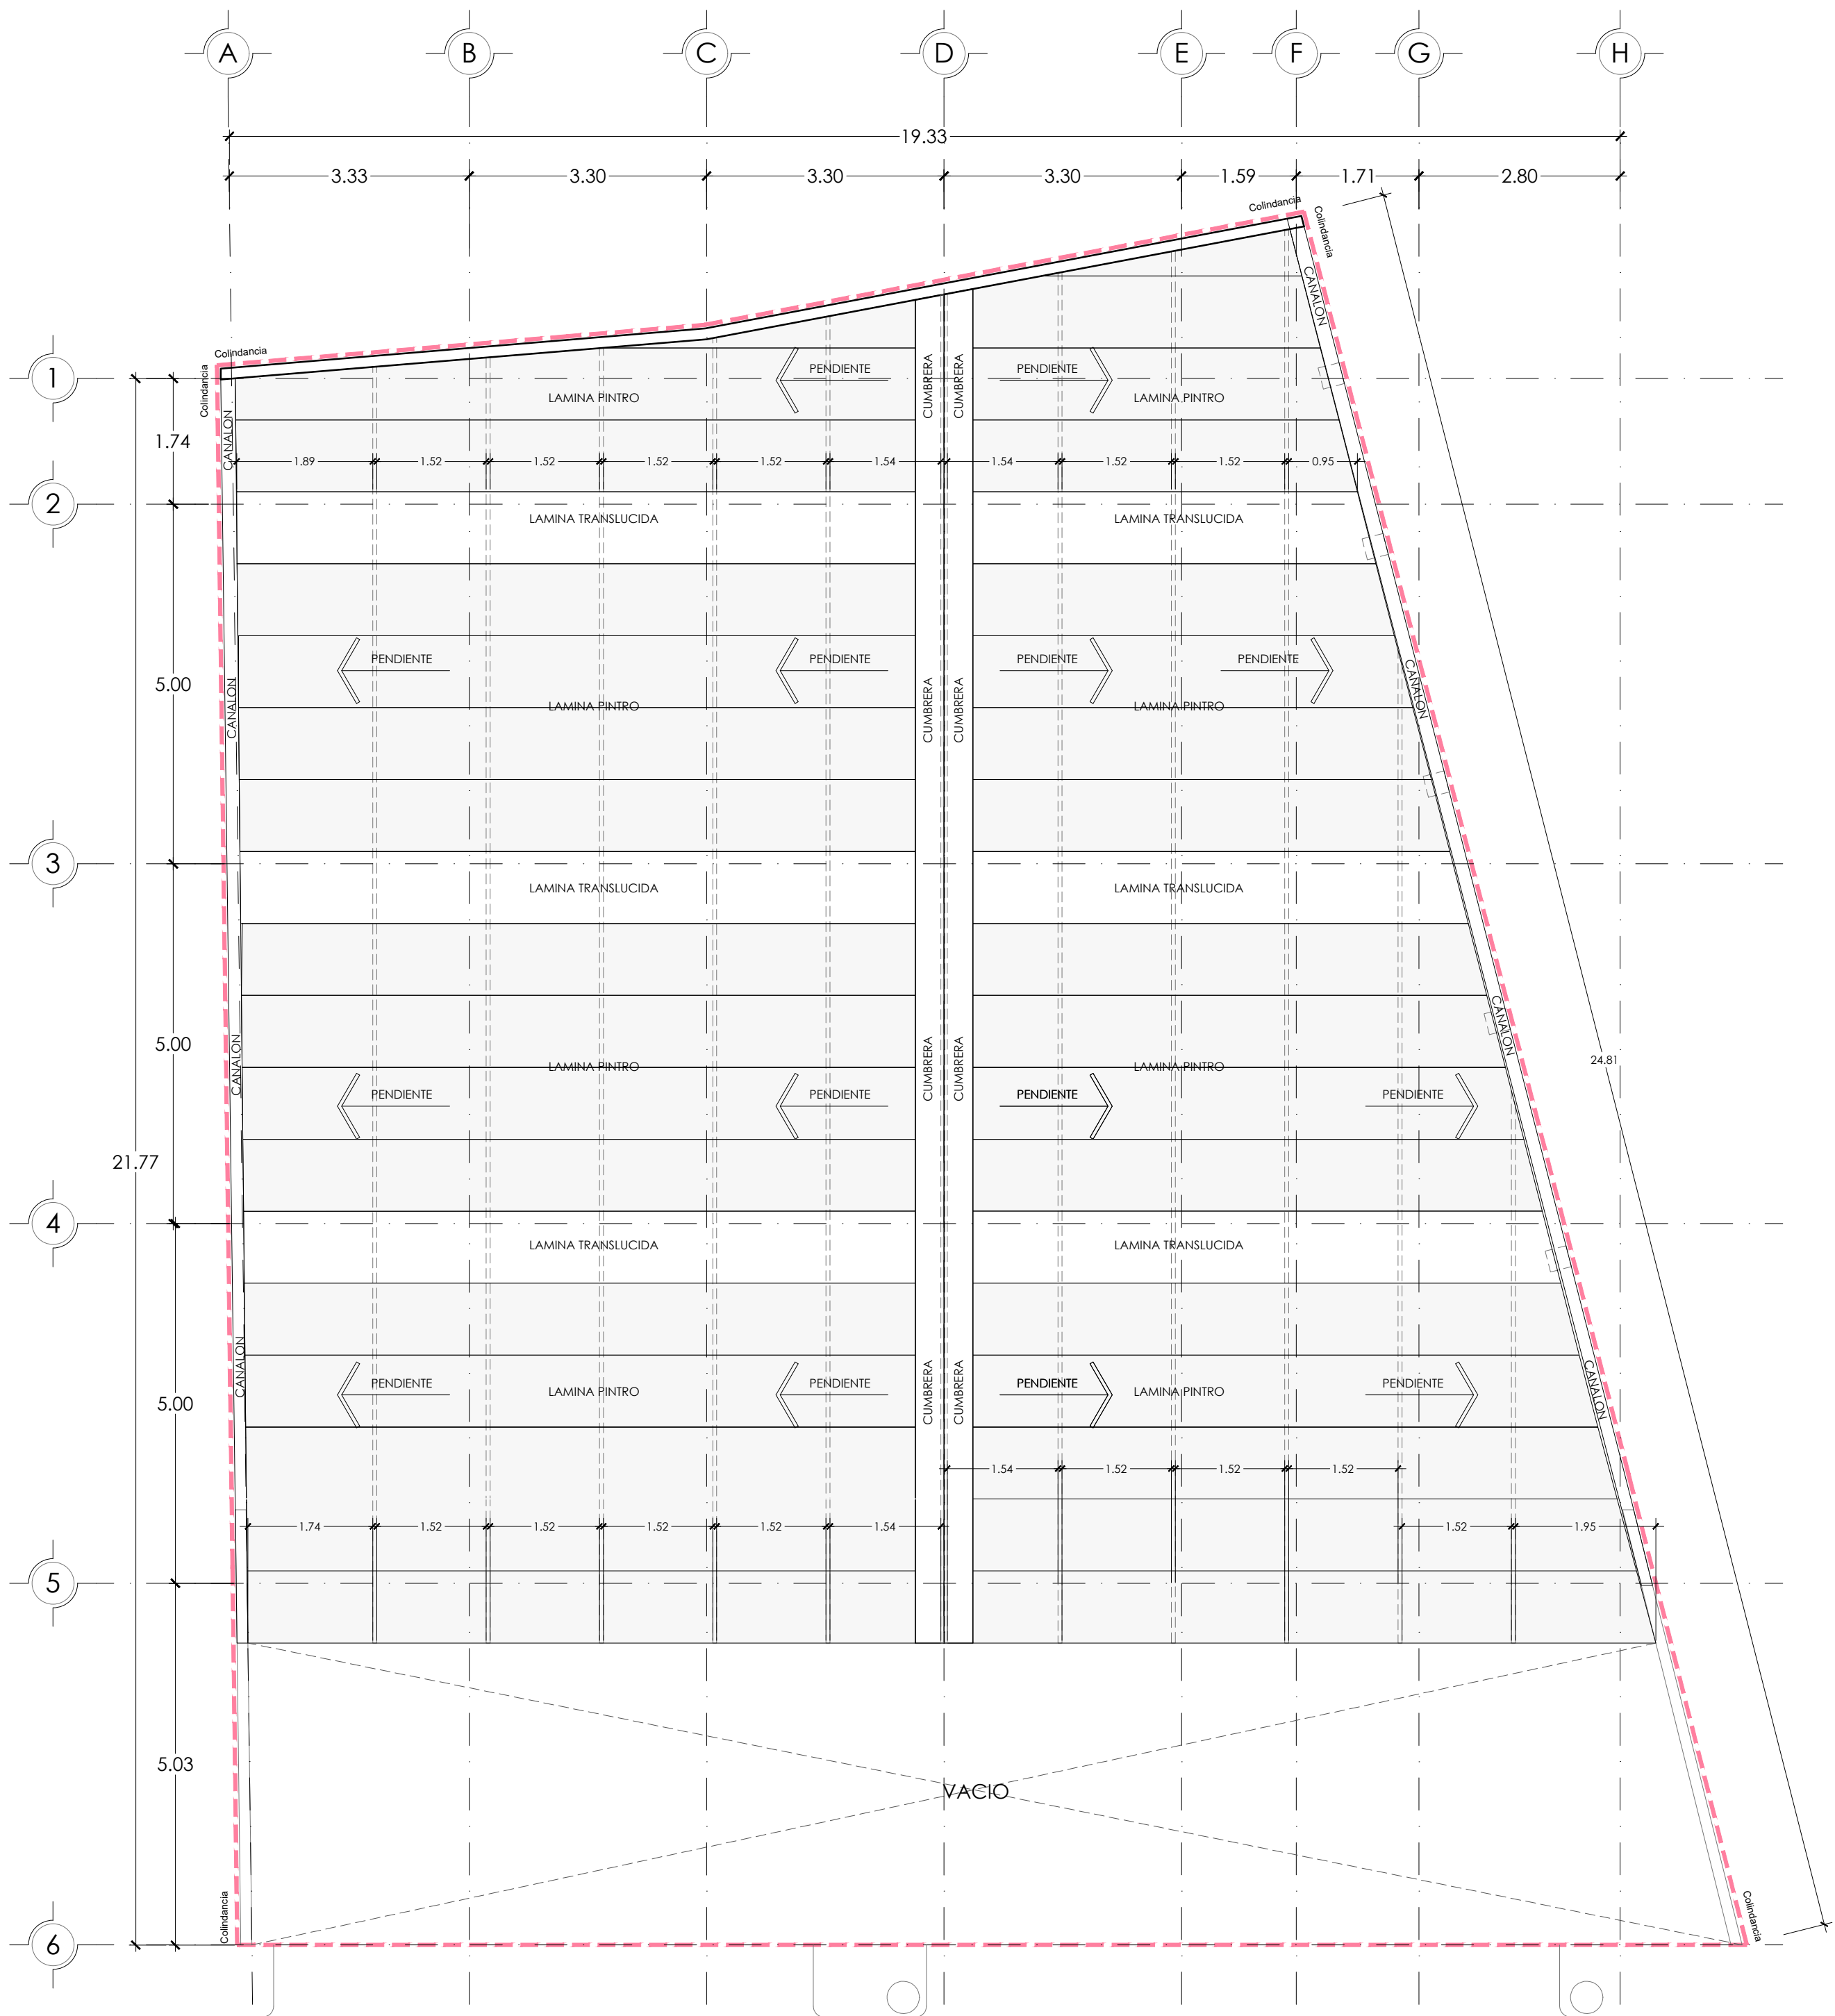 A B C D E F G H
19.33
3.33 3.30 3.30 3.30 1.59 1.71 2.80
Colindancia
Colindancia
CANALON
Colindancia
Colindancia
1
PENDIENTE CUMBRERA CUMBRERA PENDIENTE
LAMINA PINTRO LAMINA PINTRO
CANALON
1.74
1.89 1.52 1.52 1.52 1.52 1.54 1.54 1.52 1.52 0.95
2
LAMINA TRANSLUCIDA LAMINA TRANSLUCIDA
PENDIENTE PENDIENTE PENDIENTE PENDIENTE
5.00
CANALON LAMINA PINTRO CUMBRERA CUMBRERA LAMINA PINTRO CANALON
3
LAMINA TRANSLUCIDA LAMINA TRANSLUCIDA
5.00
CANALON LAMINA PINTRO CUMBRERA CUMBRERA LAMINA PINTRO CANALON
24.81
PENDIENTE PENDIENTE PENDIENTE PENDIENTE
21.77
4
LAMINA TRANSLUCIDA LAMINA TRANSLUCIDA
CANALON
PENDIENTE PENDIENTE PENDIENTE PENDIENTE
LAMINA PINTRO CUMBRERA CUMBRERA LAMINA PINTRO CANALON
5.00
1.54 1.52 1.52 1.52
1.74 1.52 1.52 1.52 1.52 1.54 1.52 1.95
5
5.03
VACIO
Colindancia
Colindancia
6